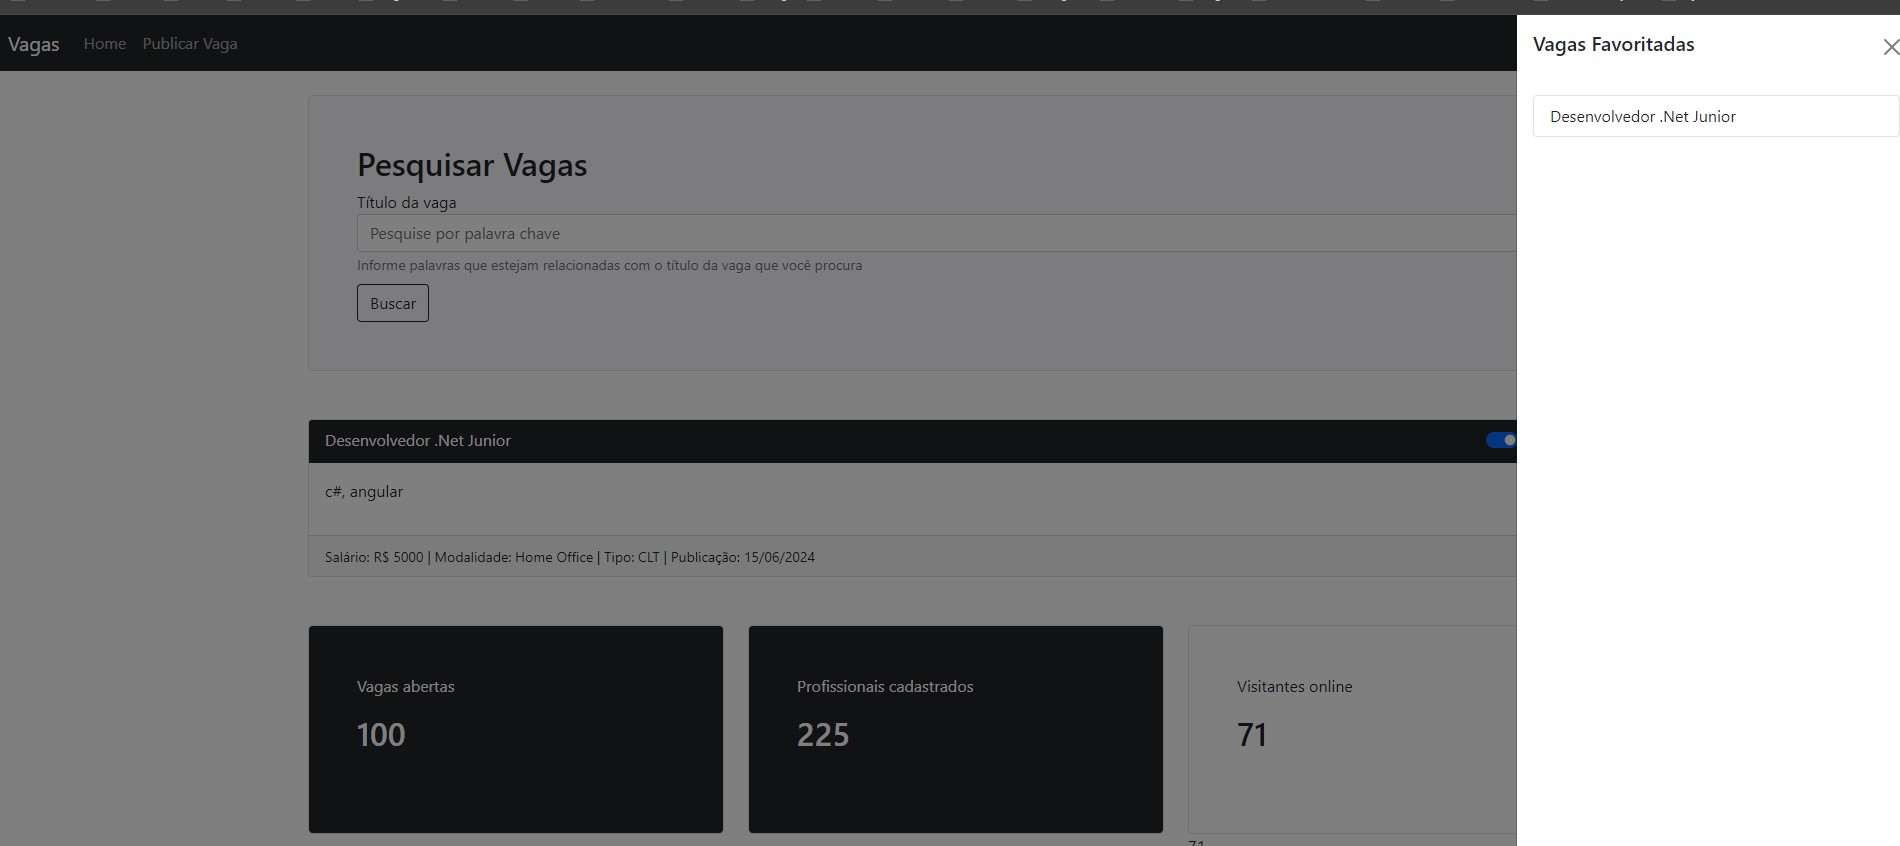 Vagas Home Publicar Vaga
Vagas Favoritadas
Desenvolvedor .Net Junior
Pesquisar Vagas
Título da vaga
Pesquise por palavra chave
Informe palavras que estejam relacionadas com o título da vaga que você procura
Buscar
Desenvolvedor .Net Junior
c#, angular
Salário: R$ 5000 | Modalidade: Home Office | Tipo: CLT | Publicação: 15/06/2024
Vagas abertas
100
Profissionais cadastrados
225
Visitantes online
71
71